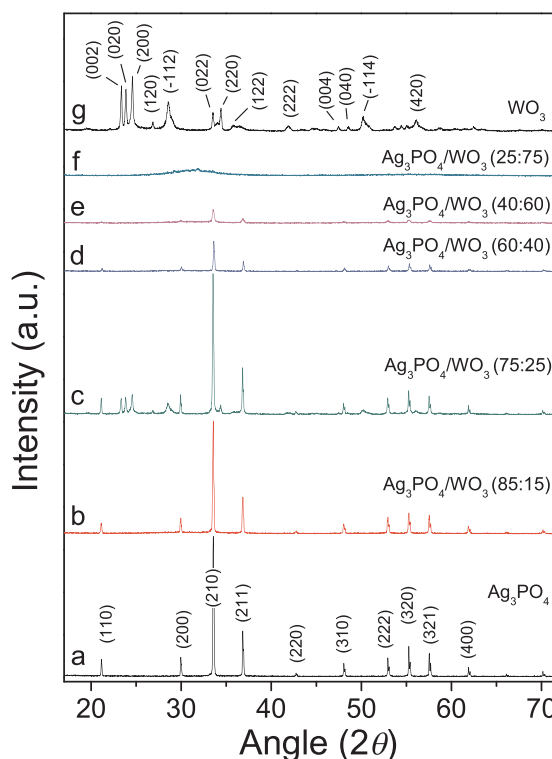 (002)
(020)
(200)
(120)
(-112)
(022)
(220)
(122)
(222)
(004)
(040)
(-114)
(420)
g
WO₃
f
Ag₃PO₄/WO₃ (25:75)
e
Ag₃PO₄/WO₃ (40:60)
d
Ag₃PO₄/WO₃ (60:40)
c
Ag₃PO₄/WO₃ (75:25)
b
Ag₃PO₄/WO₃ (85:15)
a
Ag₃PO₄
(110)
(200)
(210)
(211)
(220)
(310)
(222)
(320)
(321)
(400)
20 30 40 50 60 70
Angle (2θ)
Intensity (a.u.)